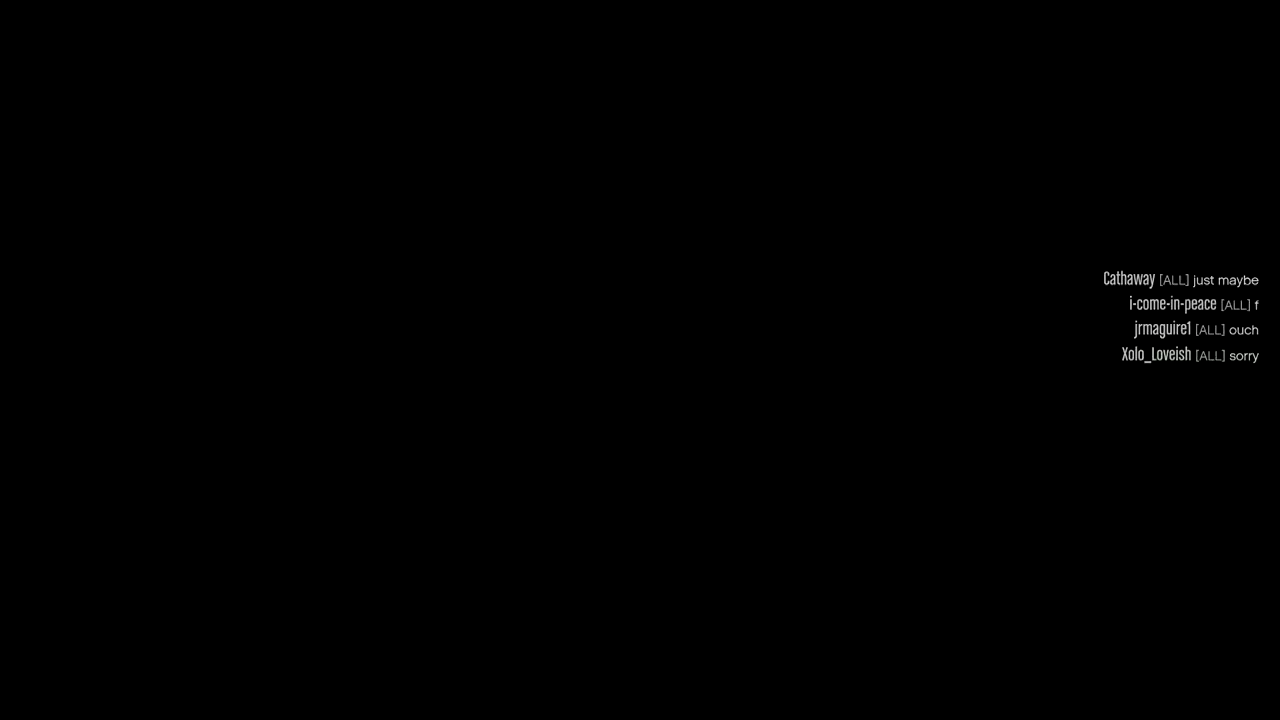 Cathaway [ALL] just maybe
i-come-in-peace [ALL] f
jrmaguire1 [ALL] ouch
Xolo_Loveish [ALL] sorry